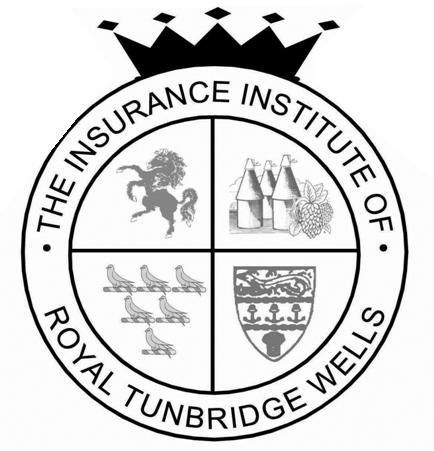 • THE INSURANCE INSTITUTE OF •
ROYAL TUNBRIDGE WELLS